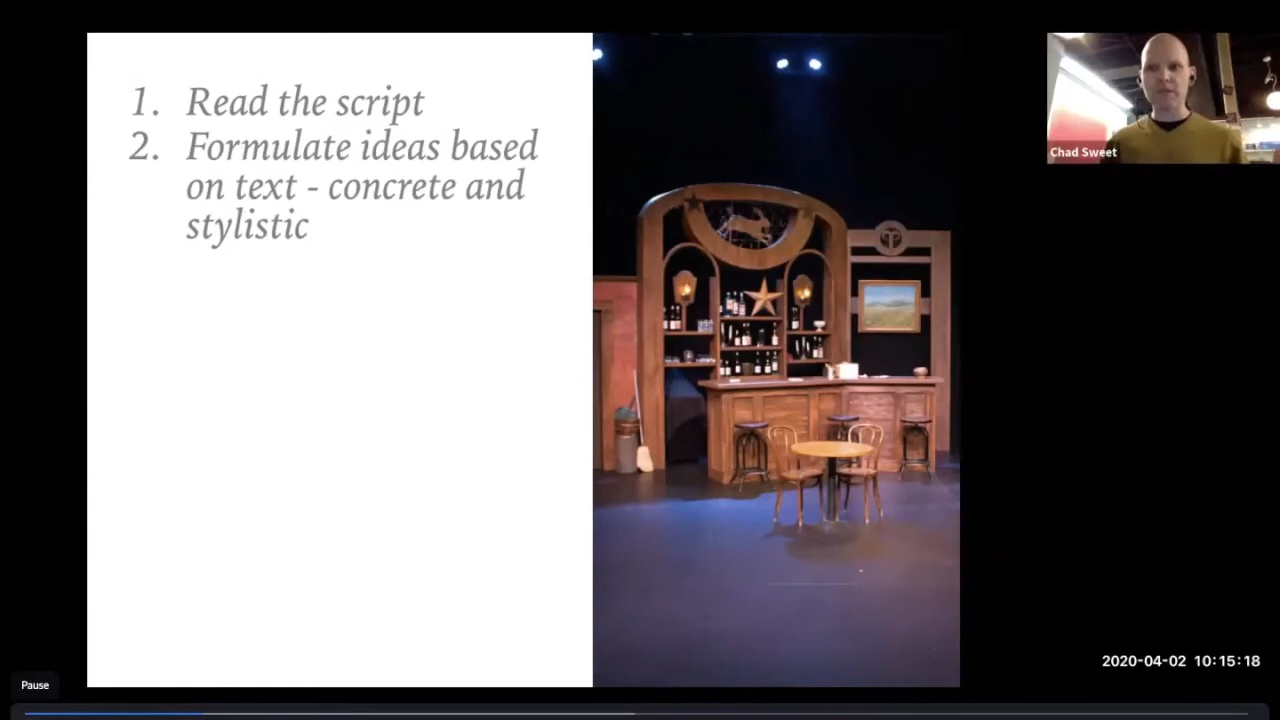 1. Read the script
2. Formulate ideas based
on text - concrete and
stylistic
Chad Sweet
2020-04-02 10:15:18
Pause